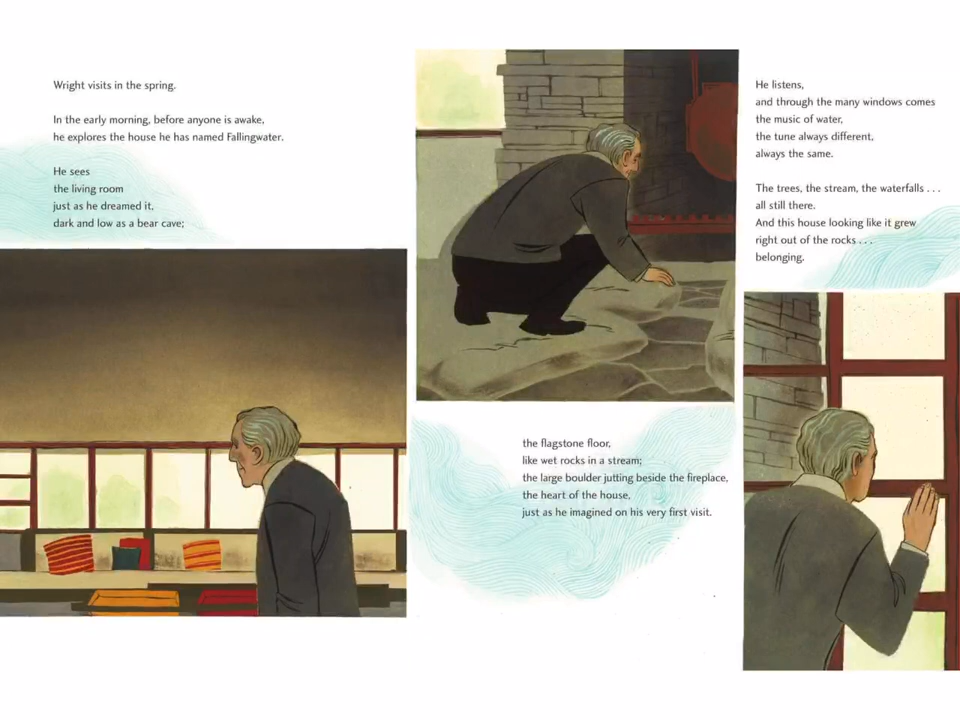 Wright visits in the spring.
In the early morning, before anyone is awake,
he explores the house he has named Fallingwater.
He sees
the living room
just as he dreamed it,
dark and low as a bear cave;
the flagstone floor,
like wet rocks in a stream;
the large boulder jutting beside the fireplace,
the heart of the house,
just as he imagined on his very first visit.
He listens,
and through the many windows comes
the music of water,
the tune always different,
always the same.
The trees, the stream, the waterfalls . . .
all still there.
And this house looking like it grew
right out of the rocks . . .
belonging.